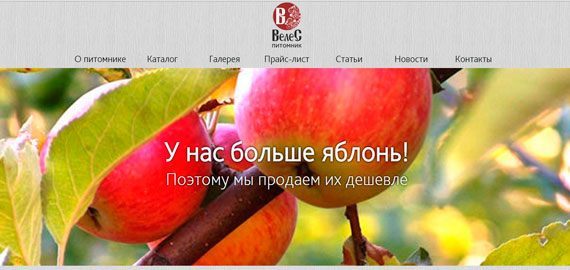 В
ВелеС
питомник
О питомнике Каталог Галерея Прайс-лист Статьи Новости Контакты
У нас больше яблонь!
Поэтому мы продаем их дешевле